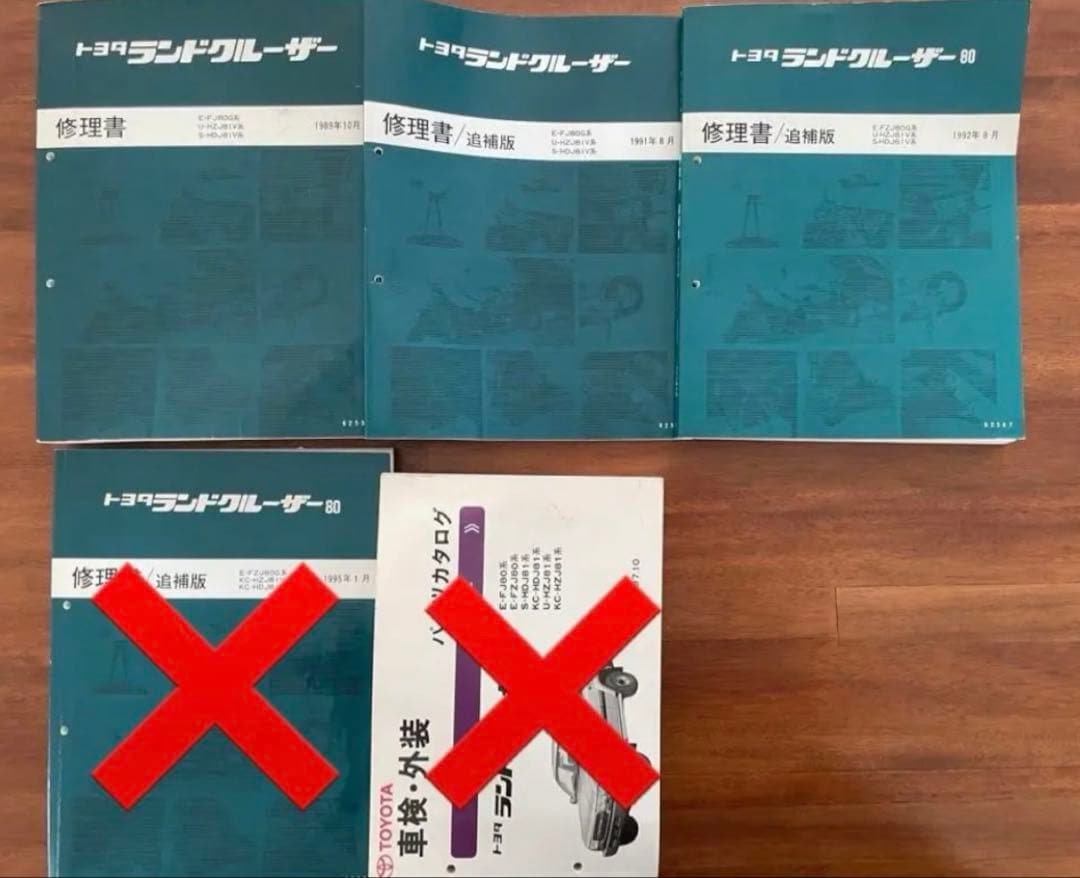 トヨタ ランドクルーザー
修理書
E-FJ80G系
U-HZJ81V系
S-HDJ81V系
1989年10月
6253
トヨタ ランドクルーザー
修理書/追補版
E-FJ80G系
U-HZJ81V系
S-HDJ81V系
1991年8月
トヨタ ランドクルーザー80
修理書/追補版
E-FZJ80G系
U-HZJ81V系
S-HDJ81V系
1992年8月
62567
トヨタ ランドクルーザー80
/追補版
E-FZJ80G系
1995年1月
カタログ
E-FJ80系
E-FZJ80系
S-HDJ81系
KC-HDJ81系
U-HZJ81系
KC-HZJ81系
TOYOTA
車検・外装
トヨタ